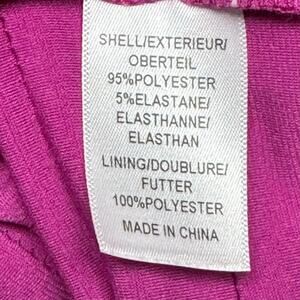 SHELL/EXTERIEUR/
OBERTEIL
95%POLYESTER
5%ELASTANE/
ELASTHANNE/
ELASTHAN
LINING/DOUBLURE/
FUTTER
100%POLYESTER
MADE IN CHINA